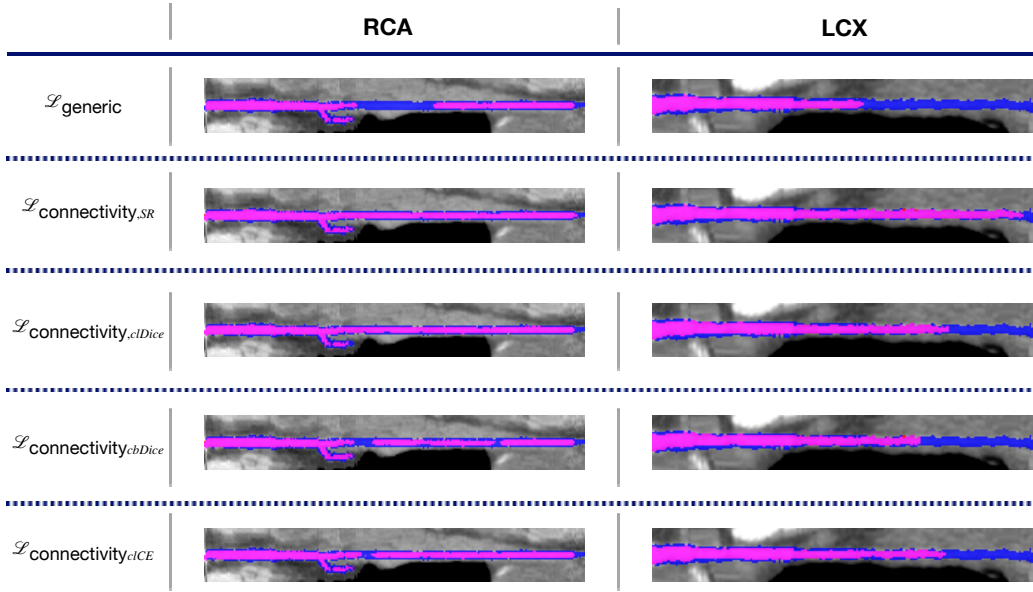 RCA LCX
ℒgeneric
ℒconnectivity,SR
ℒconnectivity,clDice
ℒconnectivitycbDice
ℒconnectivityclCE